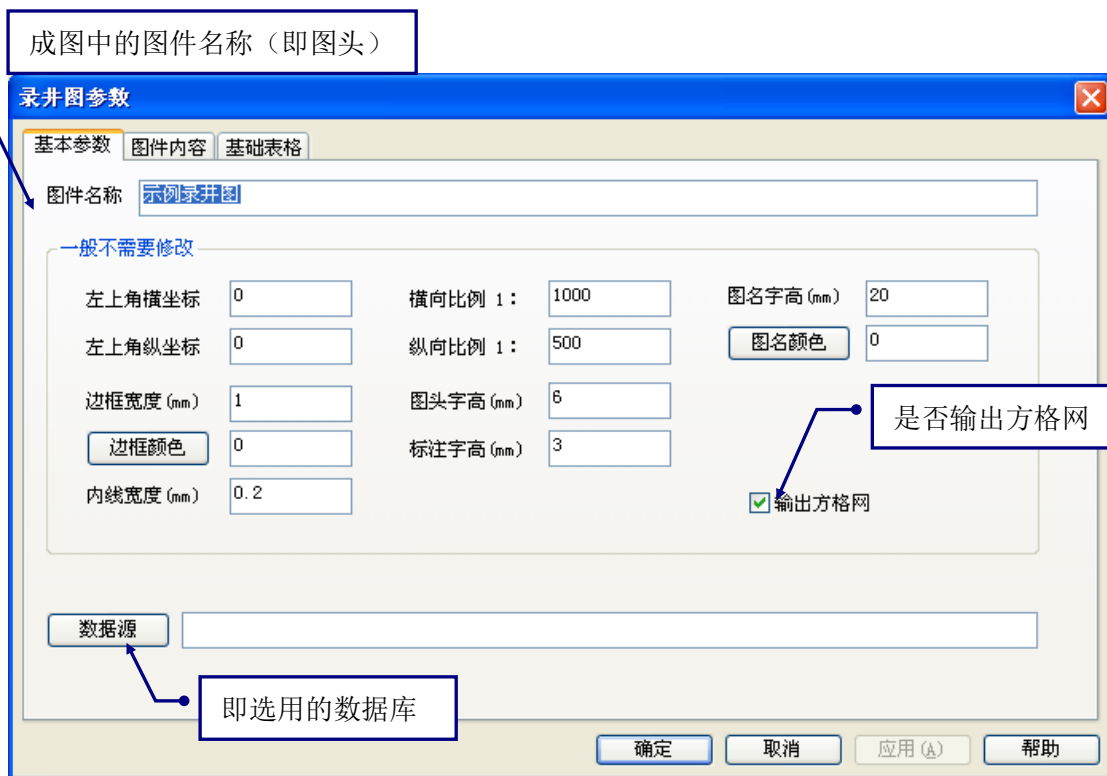 成图中的图件名称（即图头）
录井图参数
基本参数 图件内容 基础表格
图件名称 示例录井图
一般不需要修改
左上角横坐标 0 横向比例 1： 1000 图名字高(mm) 20
左上角纵坐标 0 纵向比例 1： 500 图名颜色 0
边框宽度(mm) 1 图头字高(mm) 6
是否输出方格网
边框颜色 0 标注字高(mm) 3
内线宽度(mm) 0.2 输出方格网
数据源
即选用的数据库
确定 取消 应用(A) 帮助